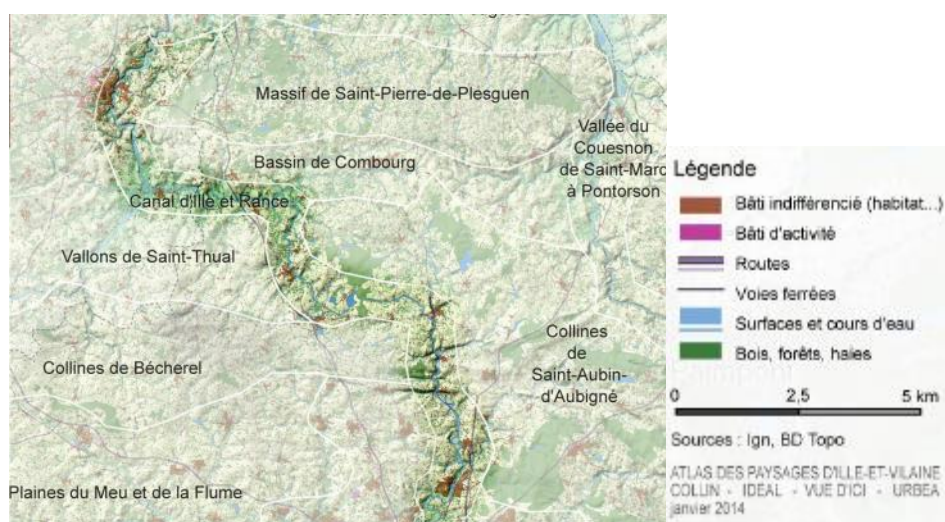 Massif de Saint-Pierre-de-Plesguen
Vallée du
Couesnon
de Saint-Marc
à Pontorson
Bassin de Combourg
Canal d'Ille et Rance
Vallons de Saint-Thual
Collines de Bécherel
Collines
de
Saint-Aubin-
d'Aubigné
Plaines du Meu et de la Flume
Légende
Bâti indifférencié (habitat...)
Bâti d'activité
Routes
Voies ferrées
Surfaces et cours d'eau
Bois, forêts, haies
0 2,5 5 km
Sources : Ign, BD Topo
ATLAS DES PAYSAGES D'ILLE-ET-VILAINE
COLLIN - IDEAL - VUE D'ICI - URBEA
janvier 2014